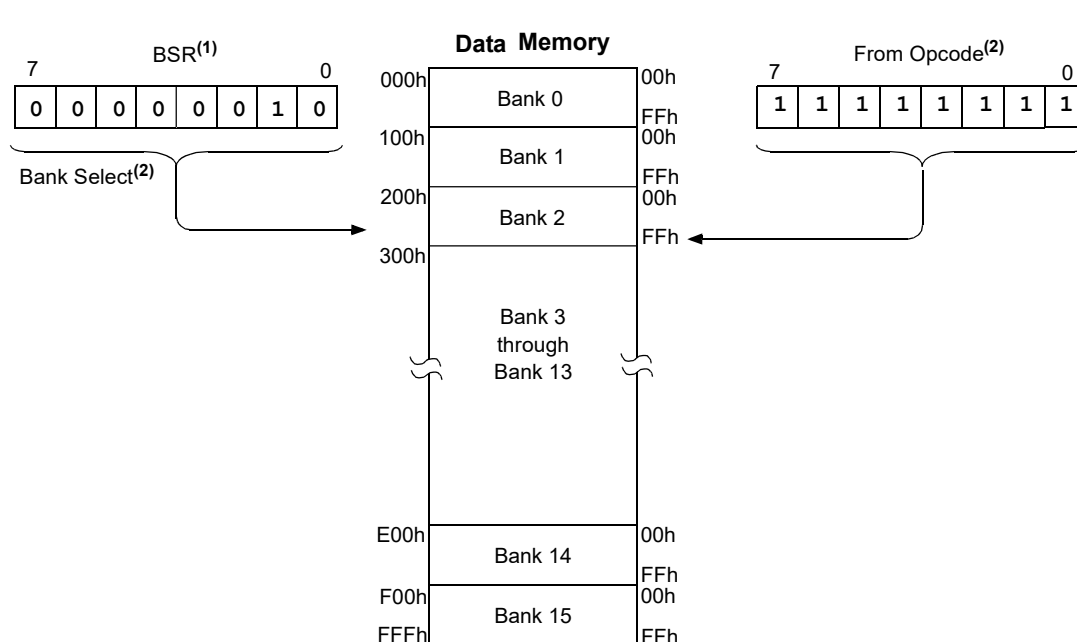 Data Memory
BSR(1)
7 0
0 0 0 0 0 0 1 0
Bank Select(2)
From Opcode(2)
7 0
1 1 1 1 1 1 1 1
000h Bank 0 00h
FFh
100h Bank 1 00h
FFh
200h Bank 2 00h
FFh
300h
Bank 3
through
Bank 13
E00h Bank 14 00h
FFh
F00h Bank 15 00h
FFFh FFh